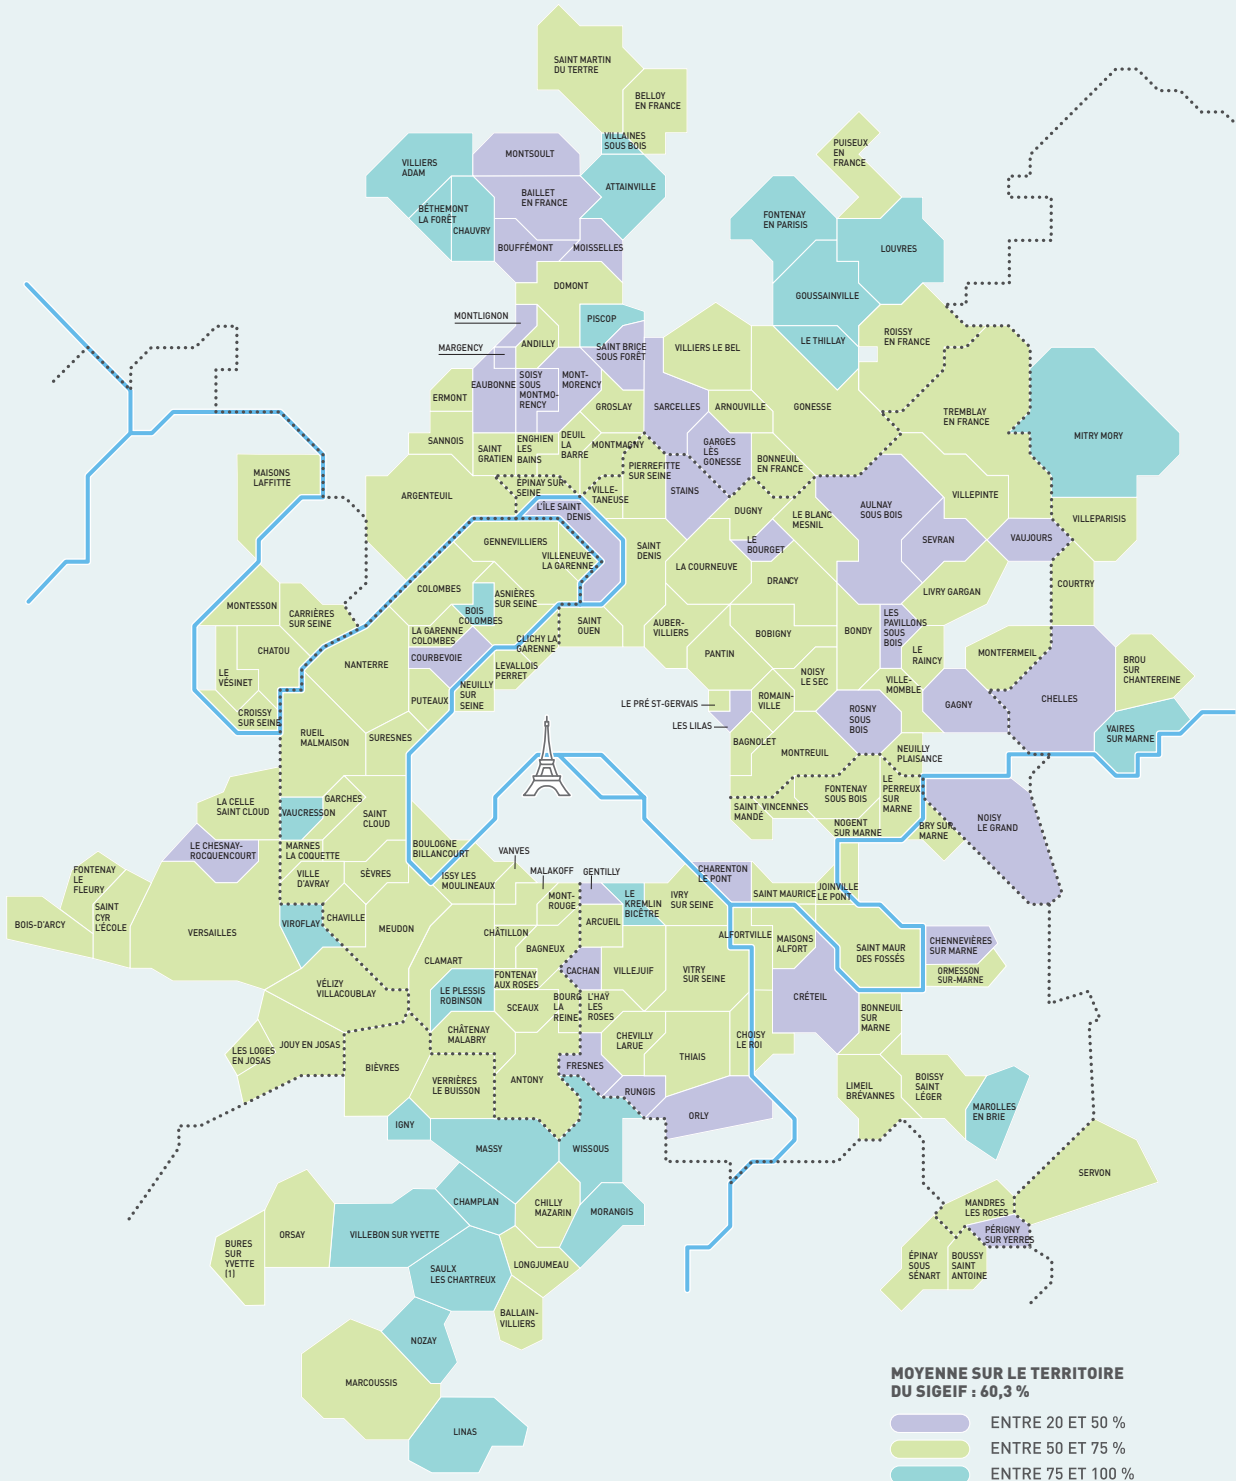 SAINT MARTIN
DU TERTRE
BELLOY
EN FRANCE
VILLAINES
SOUS BOIS
VILLIERS
ADAM
MONTSOULT
ATTAINVILLE
BAILLET
EN FRANCE
BÉTHEMONT
LA FORÊT
CHAUVRY
BOUFFÉMONT
MOISSELLES
PUISEUX
EN
FRANCE
FONTENAY
EN PARISIS
LOUVRES
GOUSSAINVILLE
LE THILLAY
ROISSY
EN FRANCE
DOMONT
MONTLIGNON
PISCOP
MARGENCY
ANDILLY
SAINT BRICE
SOUS FORÊT
VILLIERS LE BEL
EAUBONNE
SOISY
SOUS
MONTMO-
RENCY
MONT-
MORENCY
ERMONT
GROSLAY
SARCELLES
ARNOUVILLE
GONESSE
TREMBLAY
EN FRANCE
MITRY MORY
SANNOIS
SAINT
GRATIEN
ENGHIEN
LES
BAINS
DEUIL
LA
BARRE
MONTMAGNY
GARGES
LÈS
GONESSE
BONNEUIL
EN FRANCE
PIERREFITTE
SUR SEINE
MAISONS
LAFFITTE
ARGENTEUIL
ÉPINAY SUR
SEINE
VILLE-
TANEUSE
STAINS
L'ÎLE SAINT
DENIS
DUGNY
LE BLANC
MESNIL
AULNAY
SOUS BOIS
VILLEPINTE
VILLEPARISIS
SEVRAN
VAUJOURS
GENNEVILLIERS
VILLENEUVE
LA GARENNE
SAINT
DENIS
LE
BOURGET
LA COURNEUVE
DRANCY
LIVRY GARGAN
COURTRY
COLOMBES
ASNIÈRES
SUR SEINE
BOIS
COLOMBES
MONTESSON
CARRIÈRES
SUR SEINE
LA GARENNE
COLOMBES
CLICHY LA
GARENNE
SAINT
OUEN
AUBER-
VILLIERS
BOBIGNY
BONDY
LES
PAVILLONS
SOUS
BOIS
LE
RAINCY
MONTFERMEIL
BROU
SUR
CHANTEREINE
CHATOU
NANTERRE
COURBEVOIE
LEVALLOIS
PERRET
PANTIN
LE
VÉSINET
NOISY
LE SEC
VILLE-
MOMBLE
GAGNY
CHELLES
PUTEAUX
NEUILLY
SUR
SEINE
LE PRÉ ST-GERVAIS
ROMAIN-
VILLE
ROSNY
SOUS
BOIS
CROISSY
SUR SEINE
LES LILAS
VAIRES
SUR MARNE
RUEIL
MALMAISON
SURESNES
BAGNOLET
MONTREUIL
NEUILLY
PLAISANCE
LA CELLE
SAINT CLOUD
GARCHES
VAUCRESSON
SAINT
CLOUD
FONTENAY
SOUS BOIS
LE
PERREUX
SUR
MARNE
SAINT
MANDÉ
VINCENNES
NOGENT
SUR MARNE
BRY SUR
MARNE
NOISY
LE GRAND
LE CHESNAY-
ROCQUENCOURT
MARNES
LA COQUETTE
BOULOGNE
BILLANCOURT
VANVES
MALAKOFF
GENTILLY
CHARENTON
LE PONT
FONTENAY
LE
FLEURY
VILLE
D'AVRAY
SÈVRES
ISSY LES
MOULINEAUX
MONT-
ROUGE
LE
KREMLIN
BICÊTRE
IVRY
SUR SEINE
SAINT MAURICE
JOINVILLE
LE PONT
SAINT
CYR
L'ÉCOLE
BOIS-D'ARCY
VERSAILLES
VIROFLAY
CHAVILLE
MEUDON
CHÂTILLON
ARCUEIL
ALFORTVILLE
MAISONS
ALFORT
SAINT MAUR
DES FOSSÉS
CHENNEVIÈRES
SUR MARNE
CLAMART
BAGNEUX
CACHAN
VILLEJUIF
VITRY
SUR SEINE
ORMESSON
SUR-MARNE
VÉLIZY
VILLACOUBLAY
LE PLESSIS
ROBINSON
FONTENAY
AUX ROSES
SCEAUX
BOURG
LA
REINE
L'HAŸ
LES
ROSES
CRÉTEIL
BONNEUIL
SUR
MARNE
LES LOGES
EN JOSAS
JOUY EN JOSAS
CHÂTENAY
MALABRY
CHEVILLY
LARUE
CHOISY
LE ROI
THIAIS
BIÈVRES
VERRIÈRES
LE BUISSON
ANTONY
FRESNES
RUNGIS
ORLY
LIMEIL
BRÉVANNES
BOISSY
SAINT
LÉGER
MAROLLES
EN BRIE
IGNY
MASSY
WISSOUS
SERVON
CHAMPLAN
CHILLY
MAZARIN
MORANGIS
MANDRES
LES ROSES
PÉRIGNY
SUR YERRES
ORSAY
VILLEBON SUR YVETTE
BURES
SUR
YVETTE
(1)
SAULX
LES CHARTREUX
LONGJUMEAU
ÉPINAY
SOUS
SÉNART
BOUSSY
SAINT
ANTOINE
BALLAIN-
VILLIERS
NOZAY
MARCOUSSIS
LINAS
MOYENNE SUR LE TERRITOIRE
DU SIGEIF : 60,3 %
ENTRE 20 ET 50 %
ENTRE 50 ET 75 %
ENTRE 75 ET 100 %